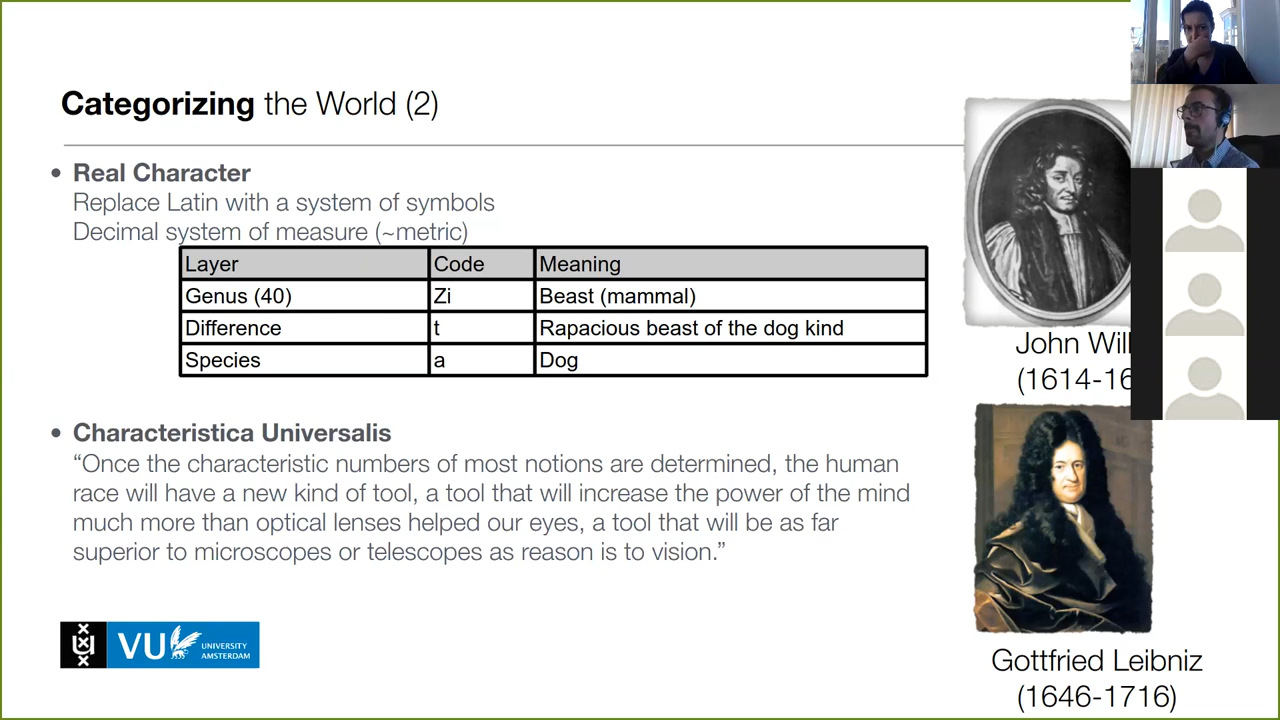 Categorizing the World (2)
• Real Character
Replace Latin with a system of symbols
Decimal system of measure (~metric)
Layer Code Meaning
Genus (40) Zi Beast (mammal)
Difference t Rapacious beast of the dog kind
Species a Dog
John
(1614-
• Characteristica Universalis
“Once the characteristic numbers of most notions are determined, the human
race will have a new kind of tool, a tool that will increase the power of the mind
much more than optical lenses helped our eyes, a tool that will be as far
superior to microscopes or telescopes as reason is to vision.”
VU UNIVERSITY
AMSTERDAM
Gottfried Leibniz
(1646-1716)